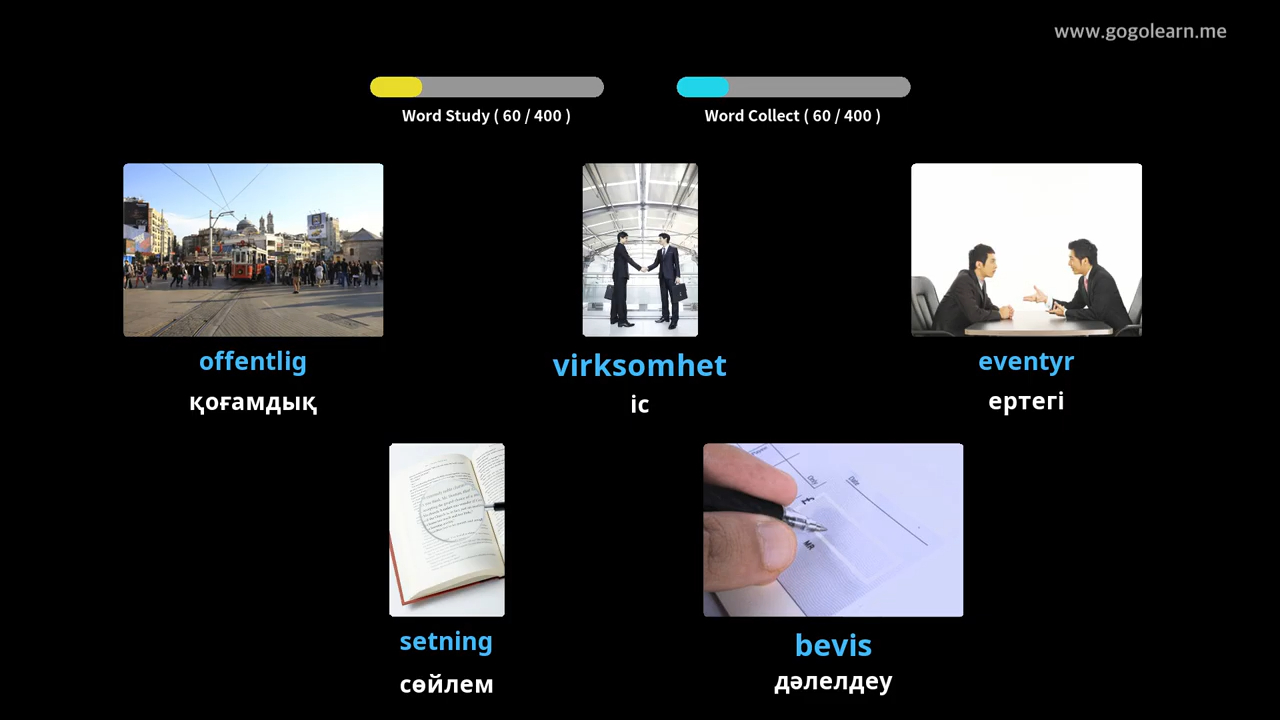 www.gogolearn.me
Word Study ( 60 / 400 )
Word Collect ( 60 / 400 )
offentlig
қоғамдық
virksomhet
іс
eventyr
ертегі
setning
сөйлем
bevis
дәлелдеу